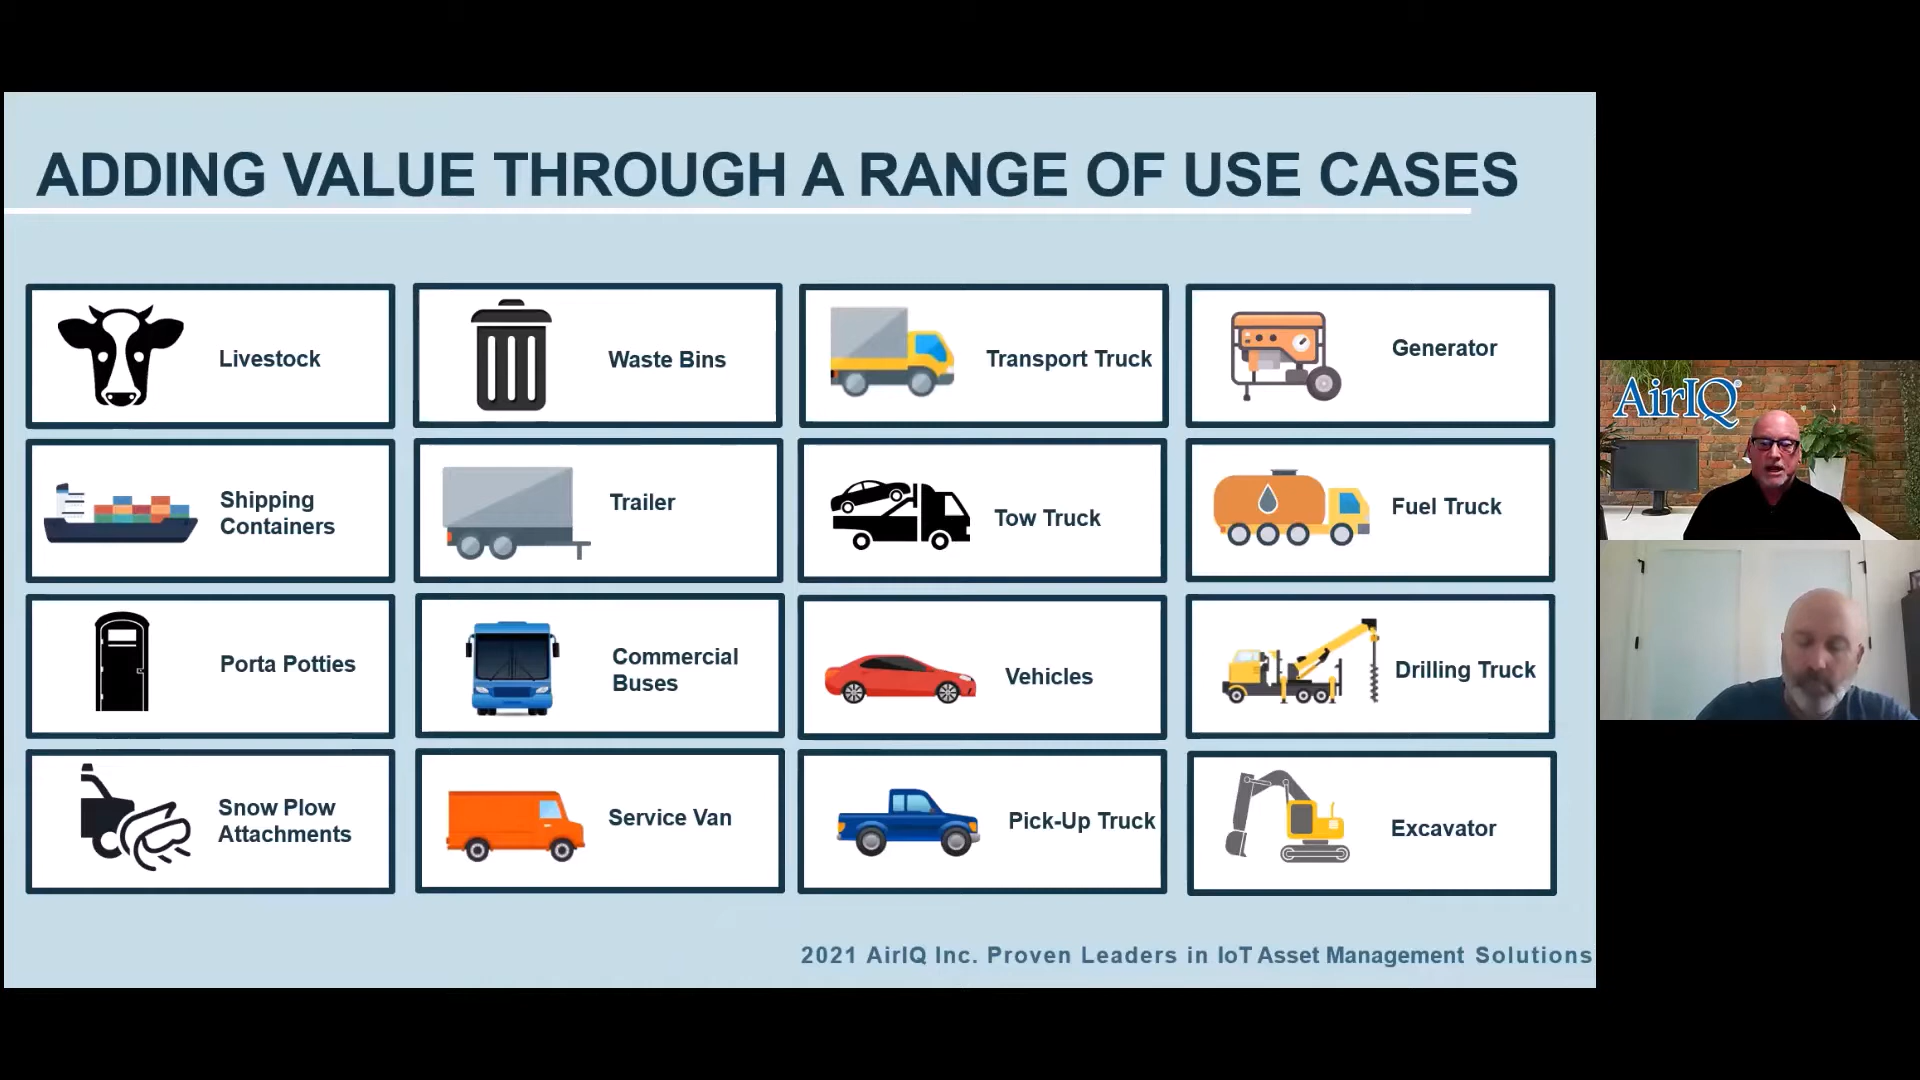 ADDING VALUE THROUGH A RANGE OF USE CASES
Livestock
Waste Bins
Transport Truck
Generator
Shipping
Containers
Trailer
Tow Truck
Fuel Truck
Porta Potties
Commercial
Buses
Vehicles
Drilling Truck
Snow Plow
Attachments
Service Van
Pick-Up Truck
Excavator
2021 AirIQ Inc. Proven Leaders in IoT Asset Management Solutions
AirIQ®